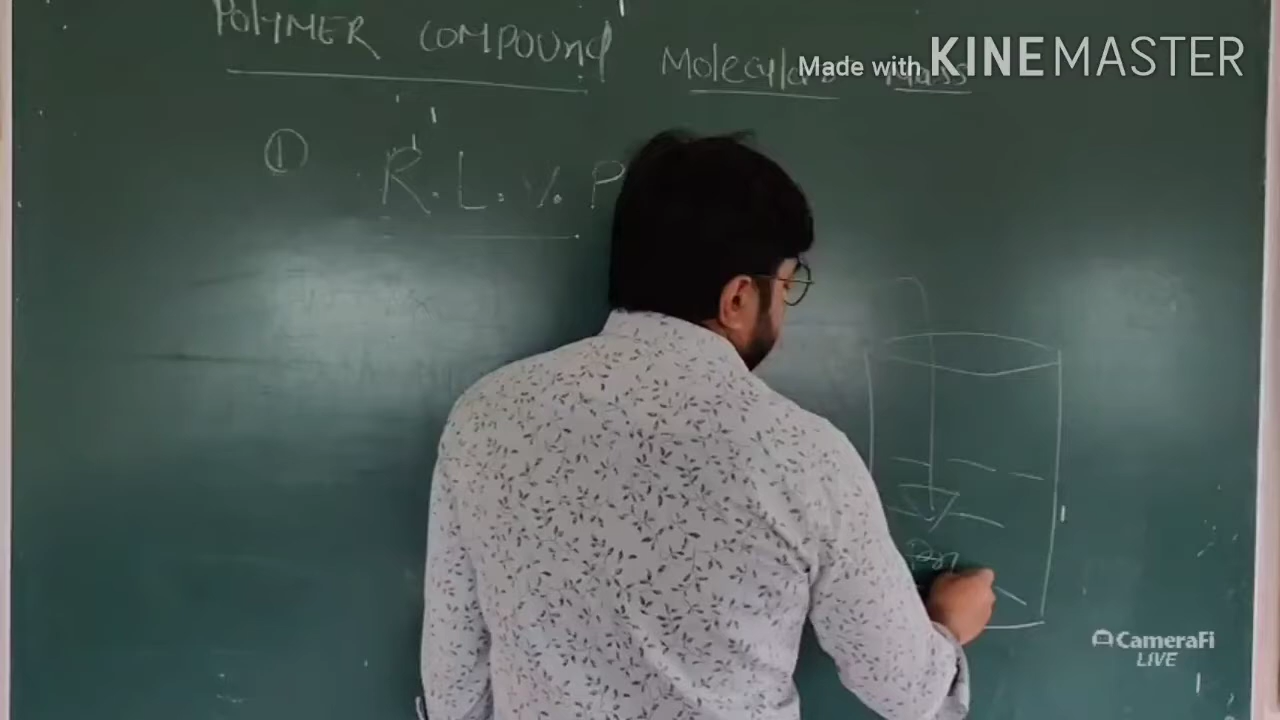 POLYMER COMPOUND Molecular Mass
Made with KINEMASTER
① R.L.V.P
CameraFi
LIVE